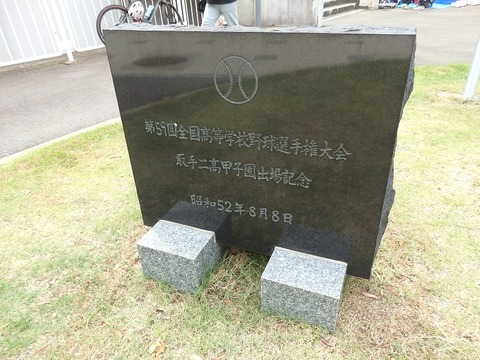 第59回全国高等学校野球選手権大会
取手二高甲子園出場記念
昭和52年8月8日